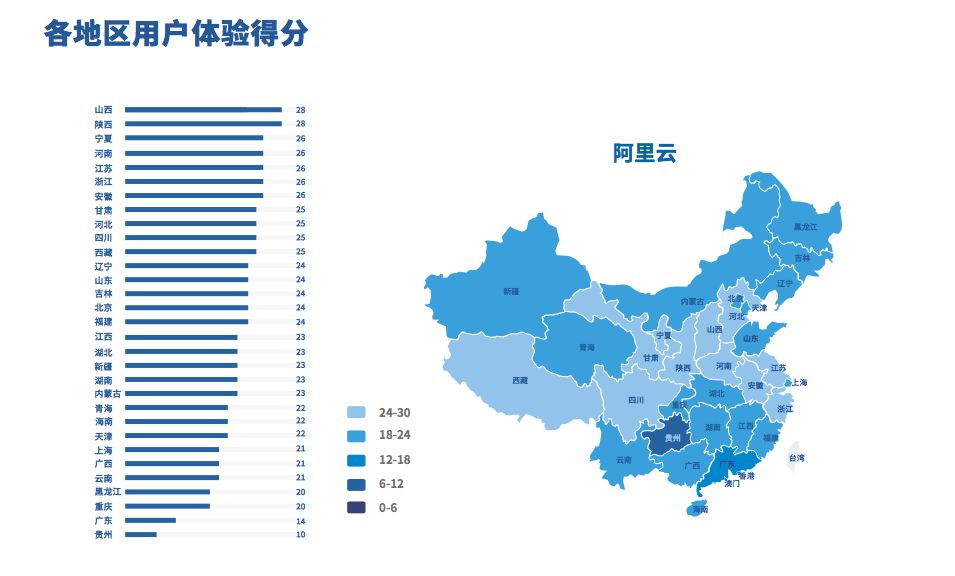 各地区用户体验得分
山西 28
陕西 28
宁夏 26
河南 26
江苏 26
浙江 26
安徽 26
甘肃 25
河北 25
四川 25
西藏 25
辽宁 24
山东 24
吉林 24
北京 24
福建 24
江西 23
湖北 23
新疆 23
湖南 23
内蒙古 23
青海 22
海南 22
天津 22
上海 21
广西 21
云南 21
黑龙江 20
重庆 20
广东 14
贵州 10
24-30
18-24
12-18
6-12
0-6
阿里云
黑龙江
吉林
辽宁
新疆
内蒙古
北京
天津
河北
宁夏
山西
山东
青海
甘肃
陕西
河南
江苏
西藏
上海
安徽
湖北
四川
重庆
浙江
湖南
江西
贵州
福建
云南
广西
广东
台湾
香港
澳门
海南